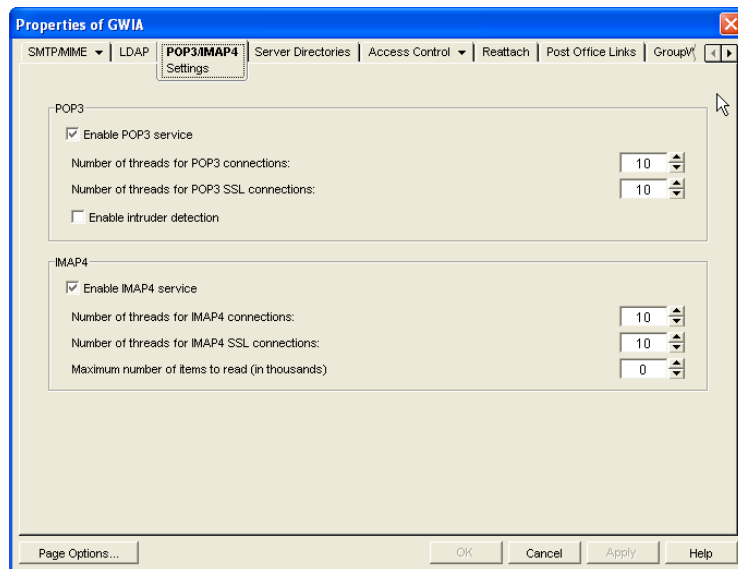 Properties of GWIA
SMTP/MIME LDAP POP3/IMAP4 Server Directories Access Control Reattach Post Office Links
Settings
POP3
Enable POP3 service
Number of threads for POP3 connections: 10
Number of threads for POP3 SSL connections: 10
Enable intruder detection
IMAP4
Enable IMAP4 service
Number of threads for IMAP4 connections: 10
Number of threads for IMAP4 SSL connections: 10
Maximum number of items to read (in thousands) 0
Page Options... OK Cancel Apply Help